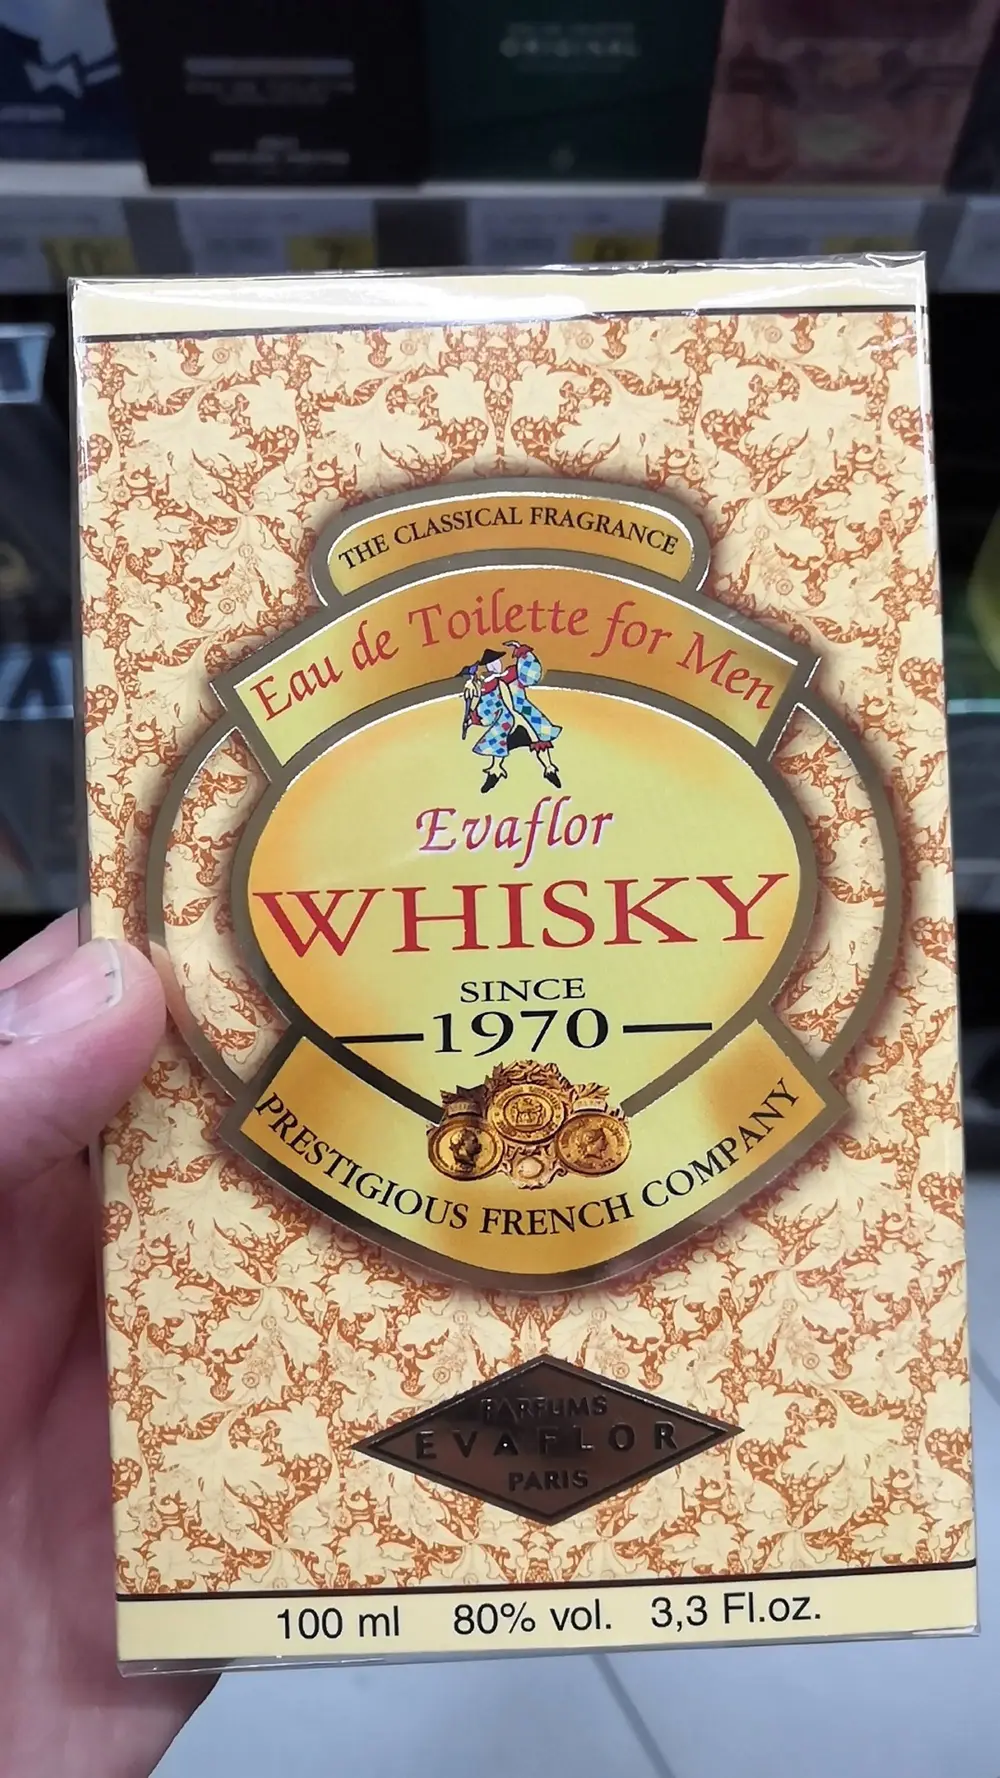 ORIGINAL
THE CLASSICAL FRAGRANCE
Eau de Toilette for Men
Evaflor
WHISKY
SINCE
1970
PRESTIGIOUS FRENCH COMPANY
PARFUMS
EVAFLOR
PARIS
100 ml 80% vol. 3,3 Fl.oz.